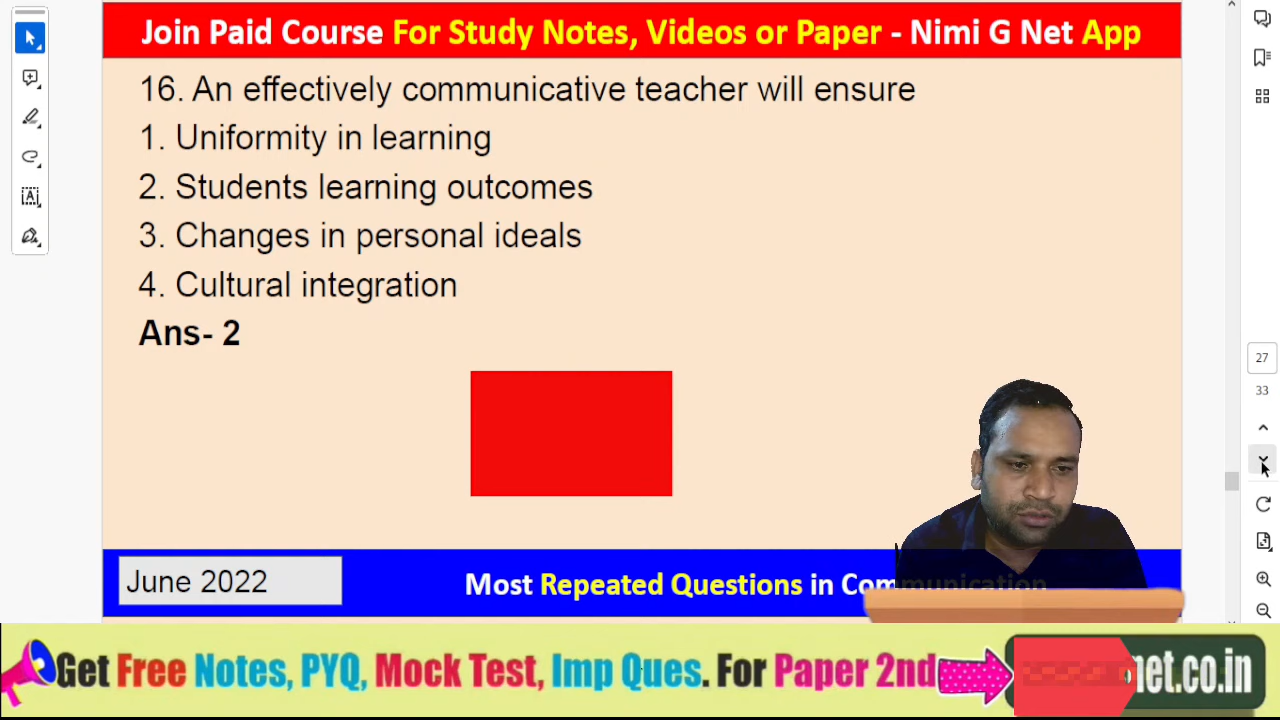 Join Paid Course For Study Notes, Videos or Paper - Nimi G Net App
16. An effectively communicative teacher will ensure
1. Uniformity in learning
2. Students learning outcomes
3. Changes in personal ideals
4. Cultural integration
Ans- 2
27
33
June 2022
Most Repeated Questions in Communication
Get Free Notes, PYQ, Mock Test, Imp Ques. For Paper 2nd
net.co.in